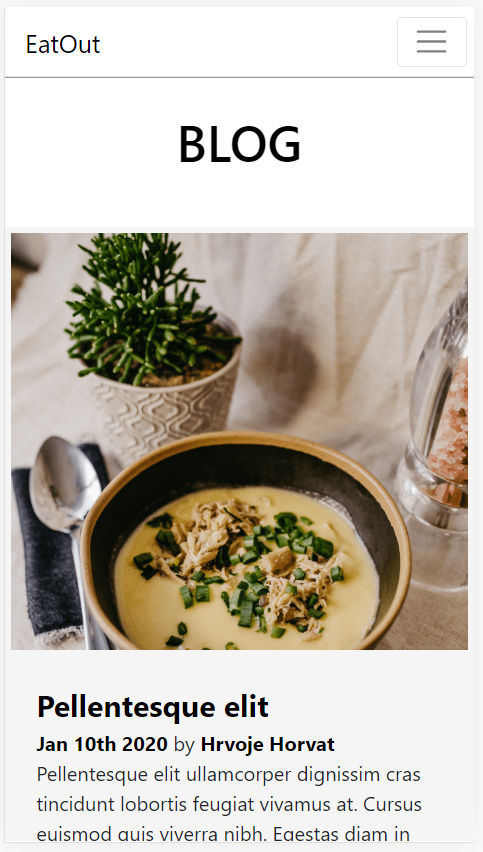 EatOut
BLOG
Pellentesque elit
Jan 10th 2020 by Hrvoje Horvat
Pellentesque elit ullamcorper dignissim cras
tincidunt lobortis feugiat vivamus at. Cursus
euismod quis viverra nibh. Egestas diam in